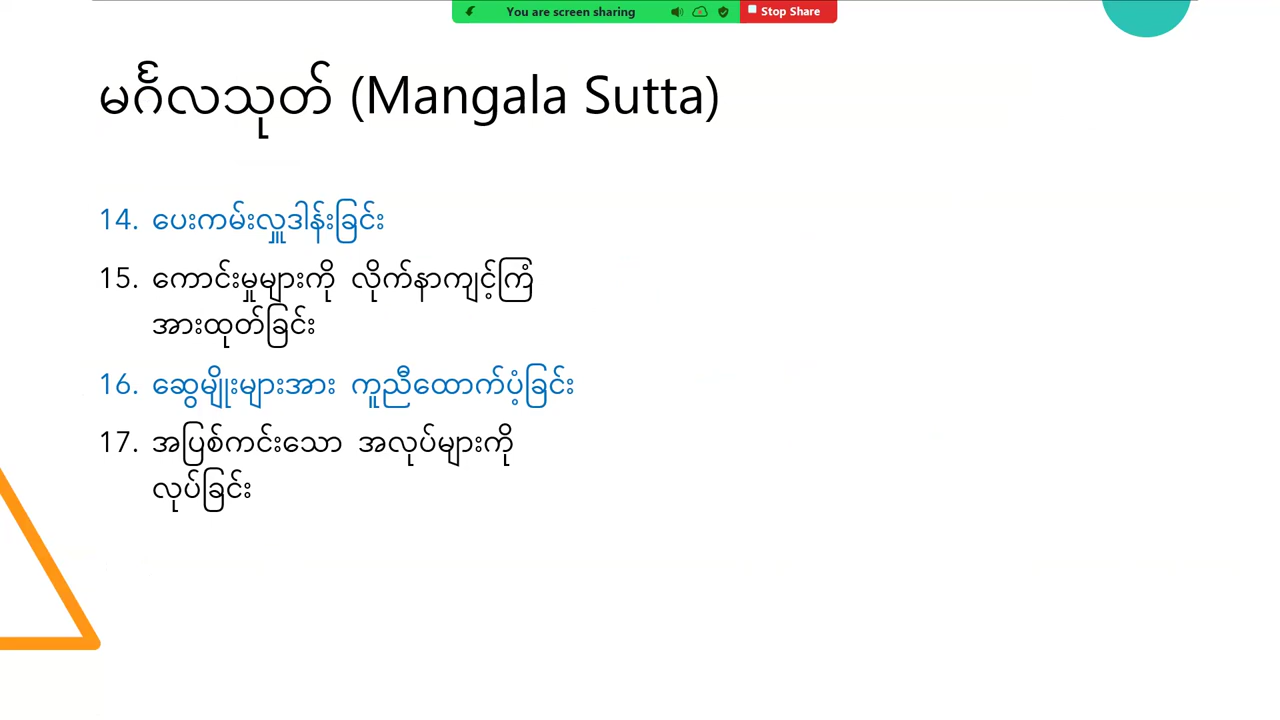 You are screen sharing
Stop Share
မင်္ဂလသုတ် (Mangala Sutta)
14. ပေးကမ်းလှူဒါန်းခြင်း
15. ကောင်းမှုများကို လိုက်နာကျင့်ကြံ
အားထုတ်ခြင်း
16. ဆွေမျိုးများအား ကူညီထောက်ပံ့ခြင်း
17. အပြစ်ကင်းသော အလုပ်များကို
လုပ်ခြင်း